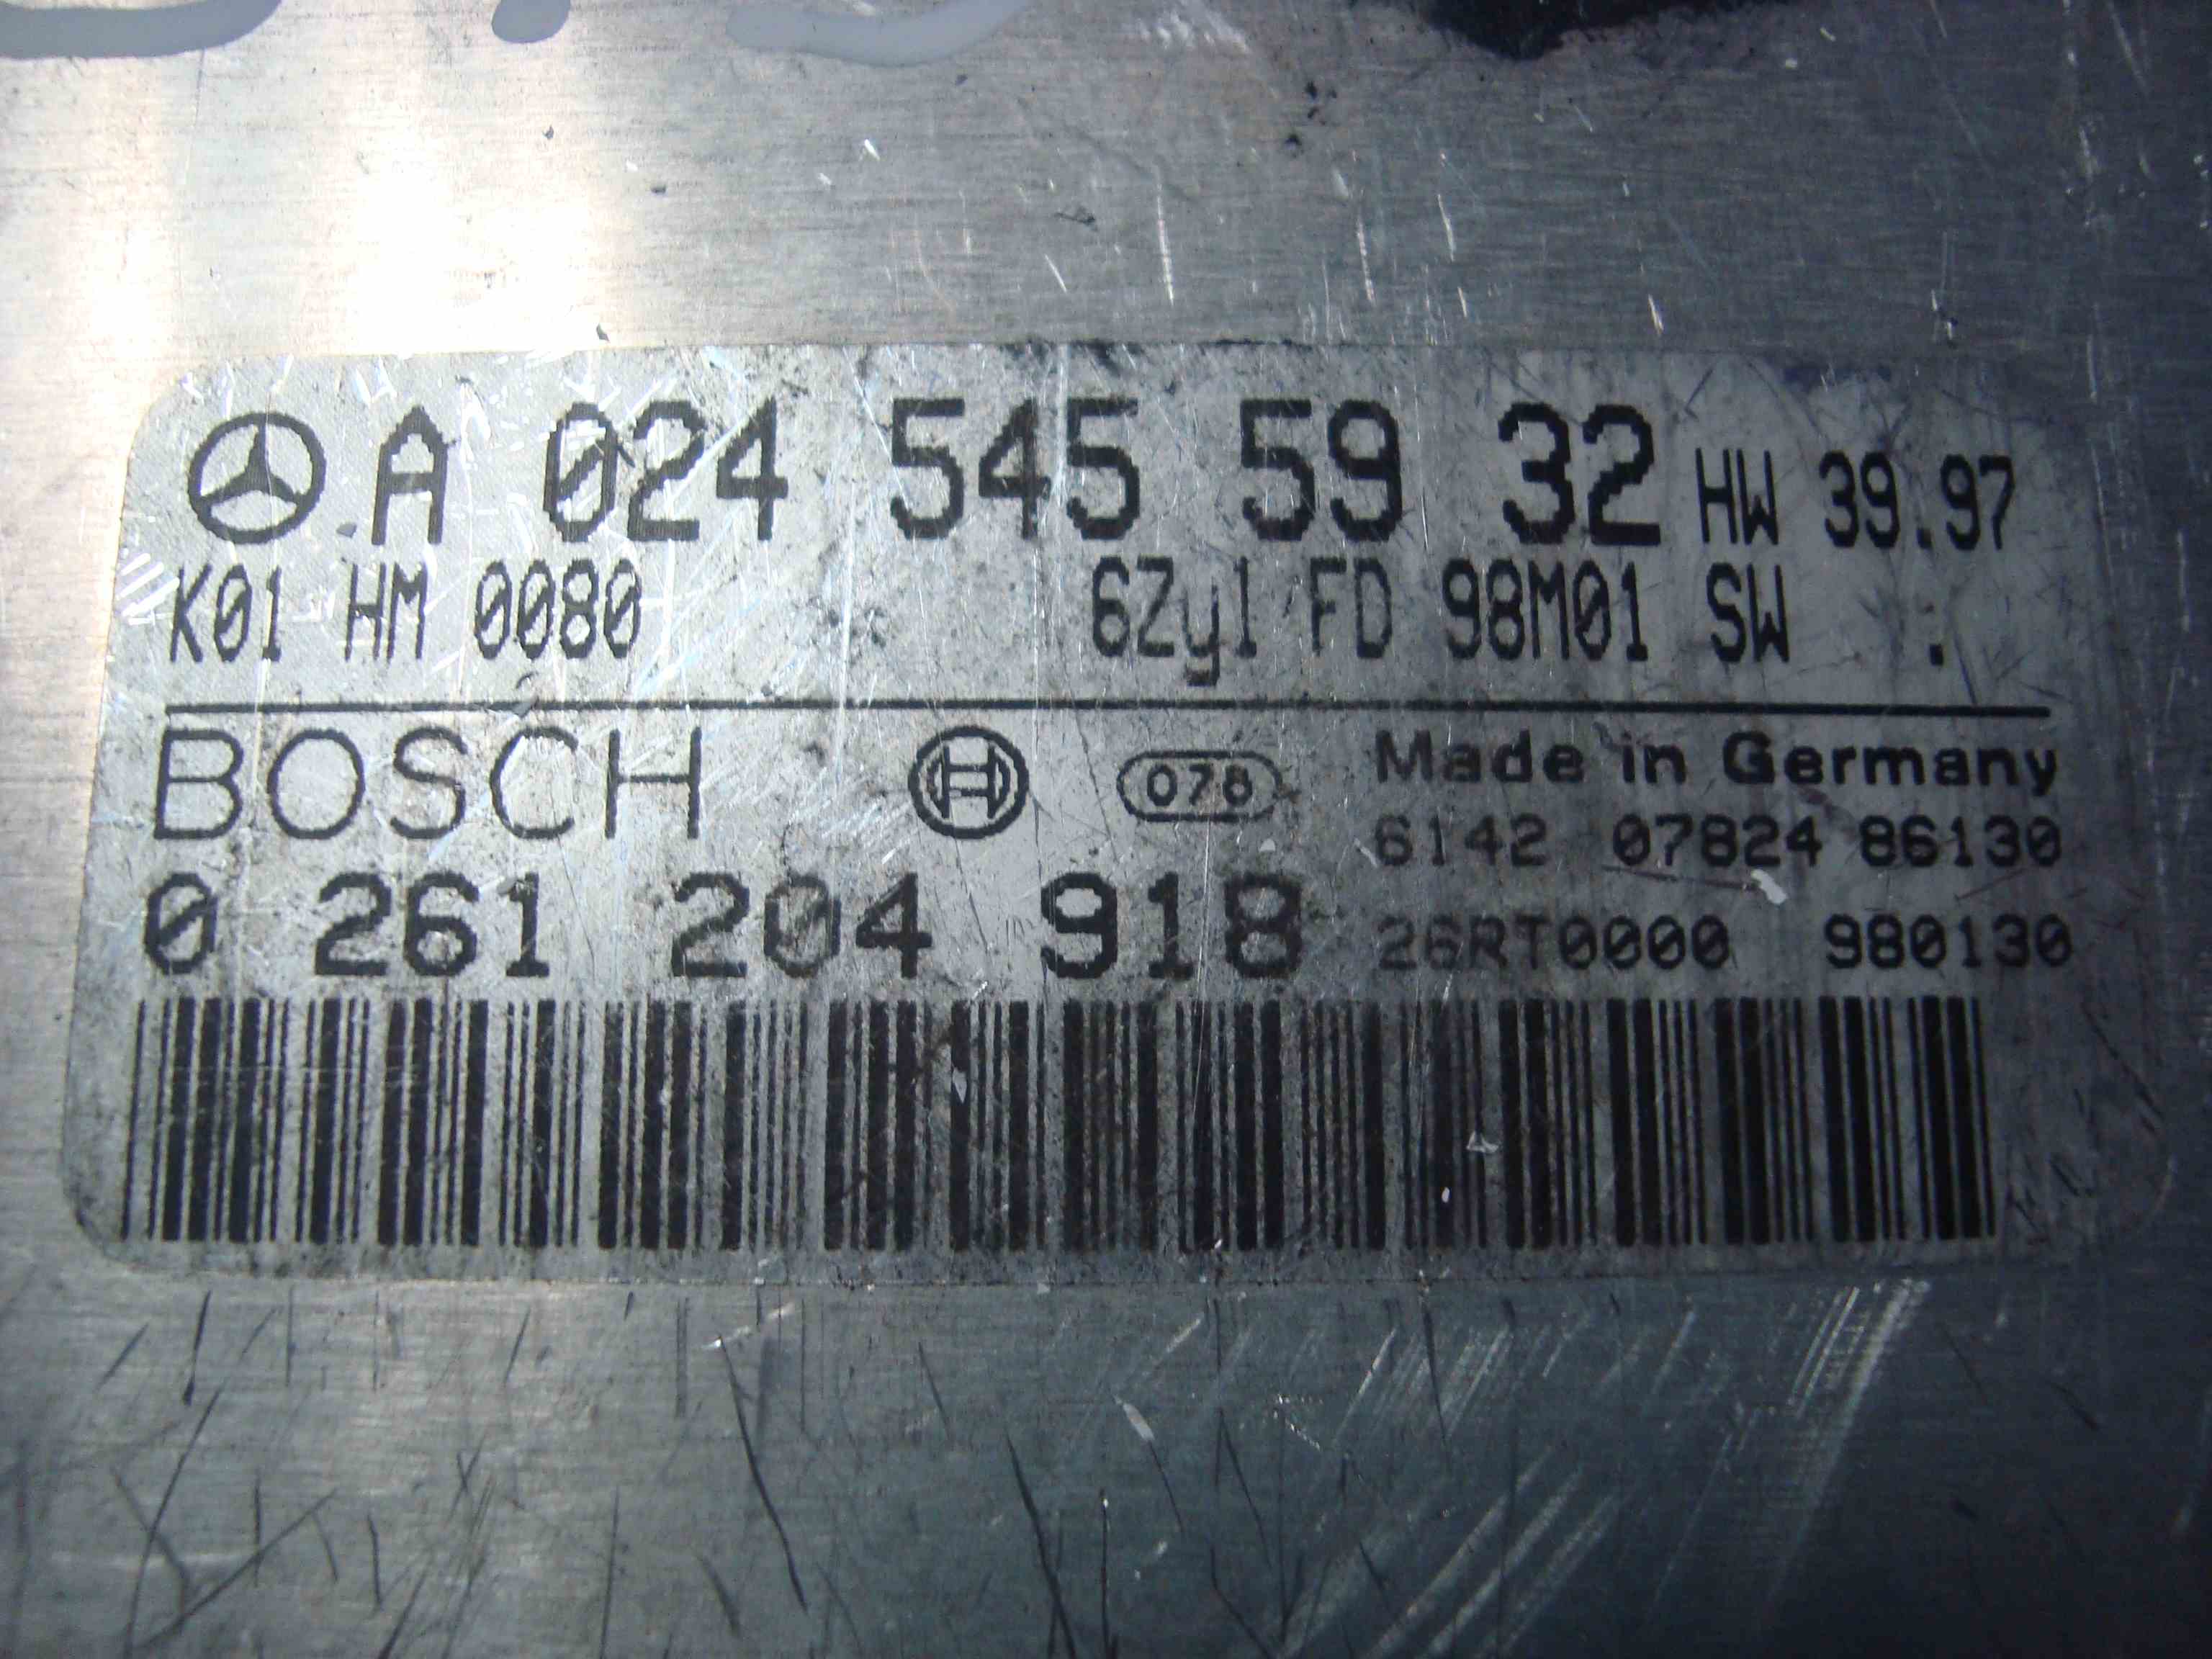 A 024 545 59 32 HW 39.97
K01 HM 0080 6Zyl FD 98M01 SW .
BOSCH 078 Made in Germany
6142 07824 86130
0 261 204 918 26RT0000 980130